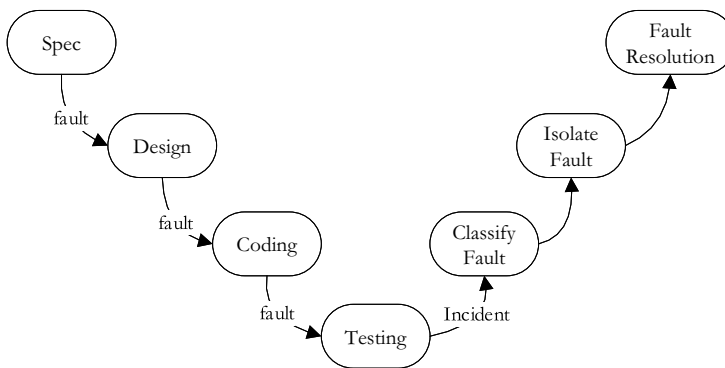 Spec
fault
Design
fault
Coding
fault
Testing
Incident
Classify
Fault
Isolate
Fault
Fault
Resolution